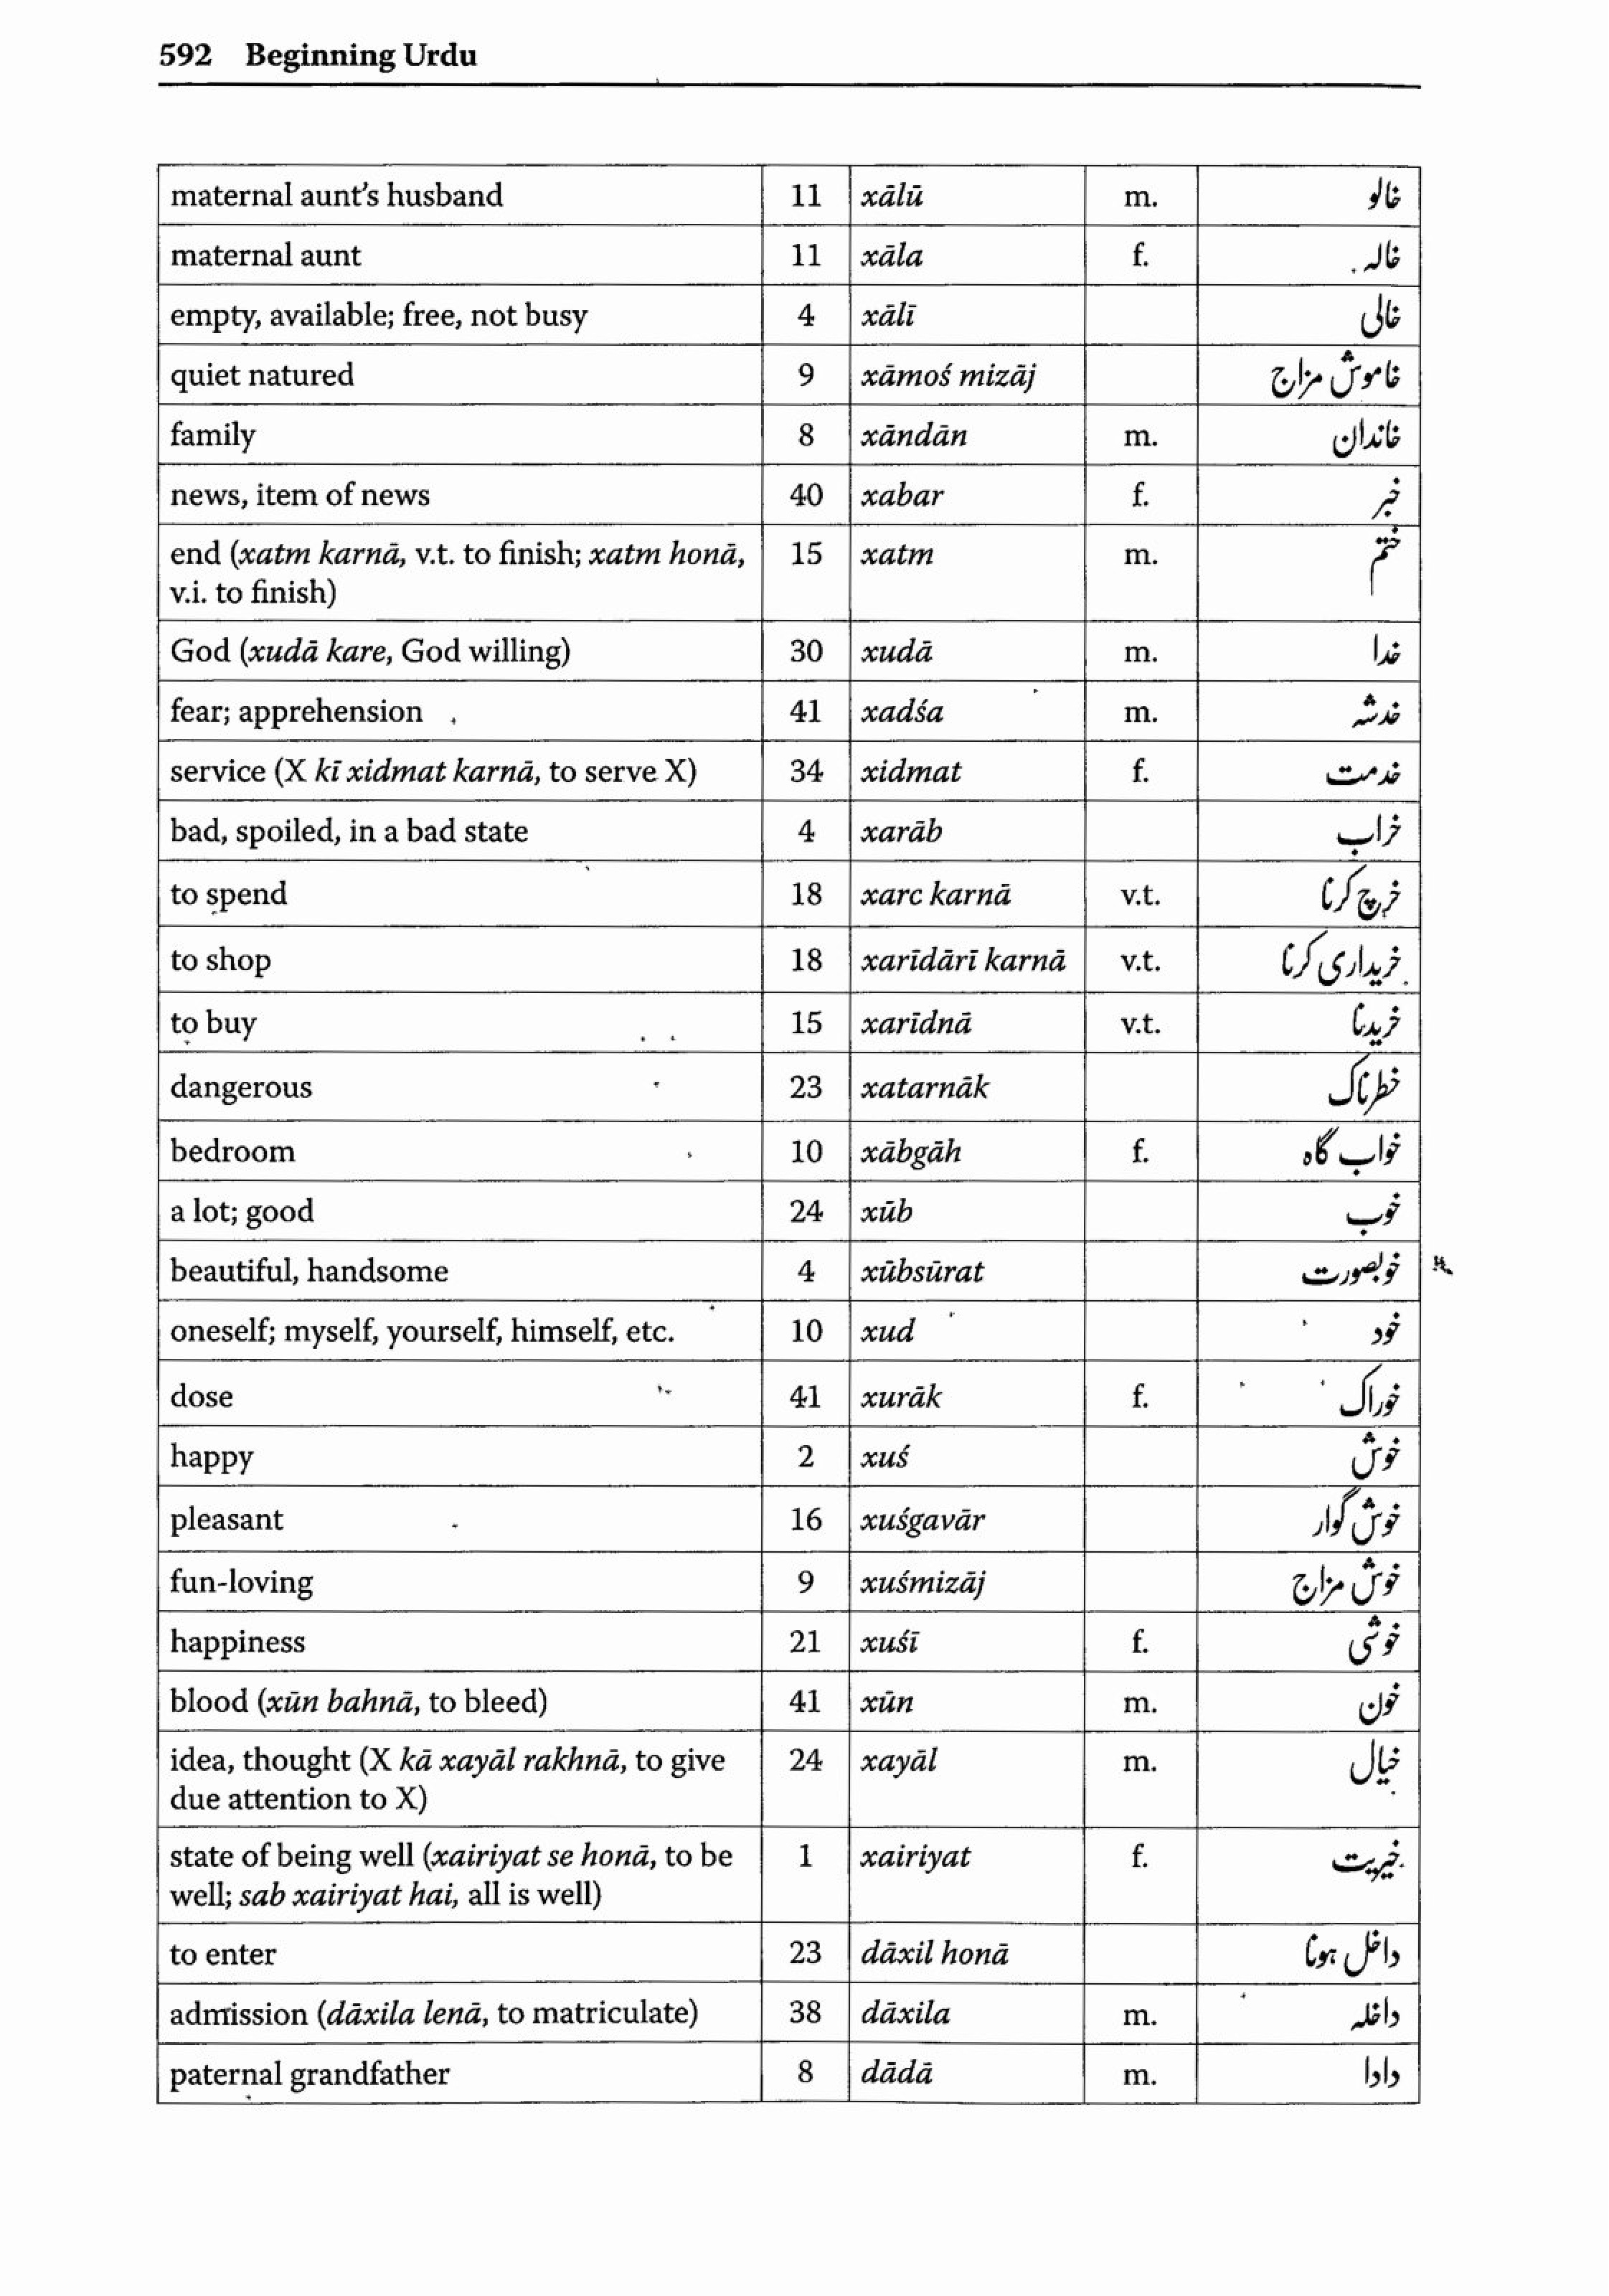 592 Beginning Urdu
maternal aunt's husband 11 xālū m. خالو
maternal aunt 11 xāla f. خالہ
empty, available; free, not busy 4 xālī خالی
quiet natured 9 xāmoś mizāj خاموش مزاج
family 8 xāndān m. خاندان
news, item of news 40 xabar f. خبر
end (xatm karnā, v.t. to finish; xatm honā, 15 xatm m. ختم
v.i. to finish)
God (xudā kare, God willing) 30 xudā m. خدا
fear; apprehension 41 xadśa m. خدشہ
service (X kī xidmat karnā, to serve X) 34 xidmat f. خدمت
bad, spoiled, in a bad state 4 xarāb خراب
to spend 18 xarc karnā v.t. خرچ کرنا
to shop 18 xarīdārī karnā v.t. خریداری کرنا
to buy 15 xarīdnā v.t. خریدنا
dangerous 23 xatarnāk خطرناک
bedroom 10 xābgāh f. خواب گاہ
a lot; good 24 xūb خوب
beautiful, handsome 4 xūbsūrat خوبصورت
oneself; myself, yourself, himself, etc. 10 xud خود
dose 41 xurāk f. خوراک
happy 2 xuś خوش
pleasant 16 xuśgavār خوش گوار
fun-loving 9 xuśmizāj خوش مزاج
happiness 21 xuśī f. خوشی
blood (xūn bahnā, to bleed) 41 xūn m. خون
idea, thought (X kā xayāl rakhnā, to give 24 xayāl m. خیال
due attention to X)
state of being well (xairiyat se honā, to be 1 xairiyat f. خیریت
well; sab xairiyat hai, all is well)
to enter 23 dāxil honā داخل ہونا
admission (dāxila lenā, to matriculate) 38 dāxila m. داخلہ
paternal grandfather 8 dādā m. دادا